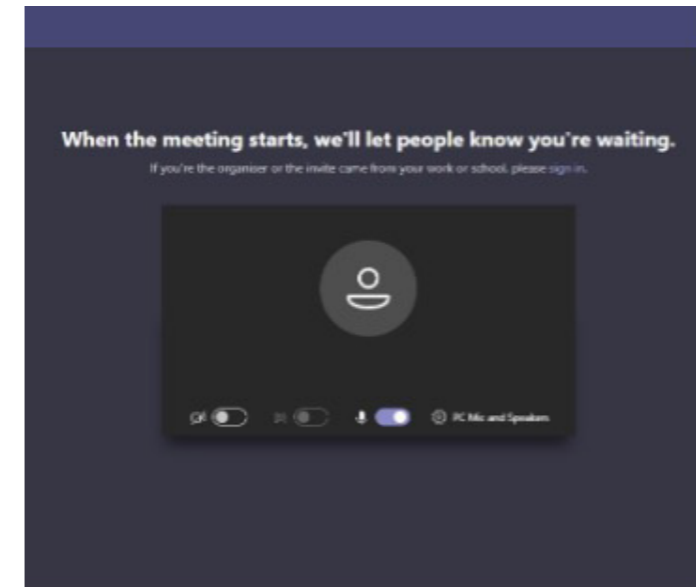 When the meeting starts, we'll let people know you're waiting.
If you're the organiser or the invite came from your work or school, please sign in.
PC Mic and Speakers